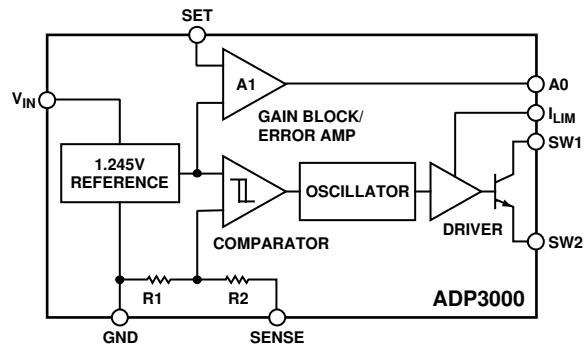 SET
A1
A0
V_IN
GAIN BLOCK/
ERROR AMP
I_LIM
SW1
1.245V
REFERENCE
OSCILLATOR
COMPARATOR
DRIVER
SW2
R1
R2
ADP3000
GND
SENSE